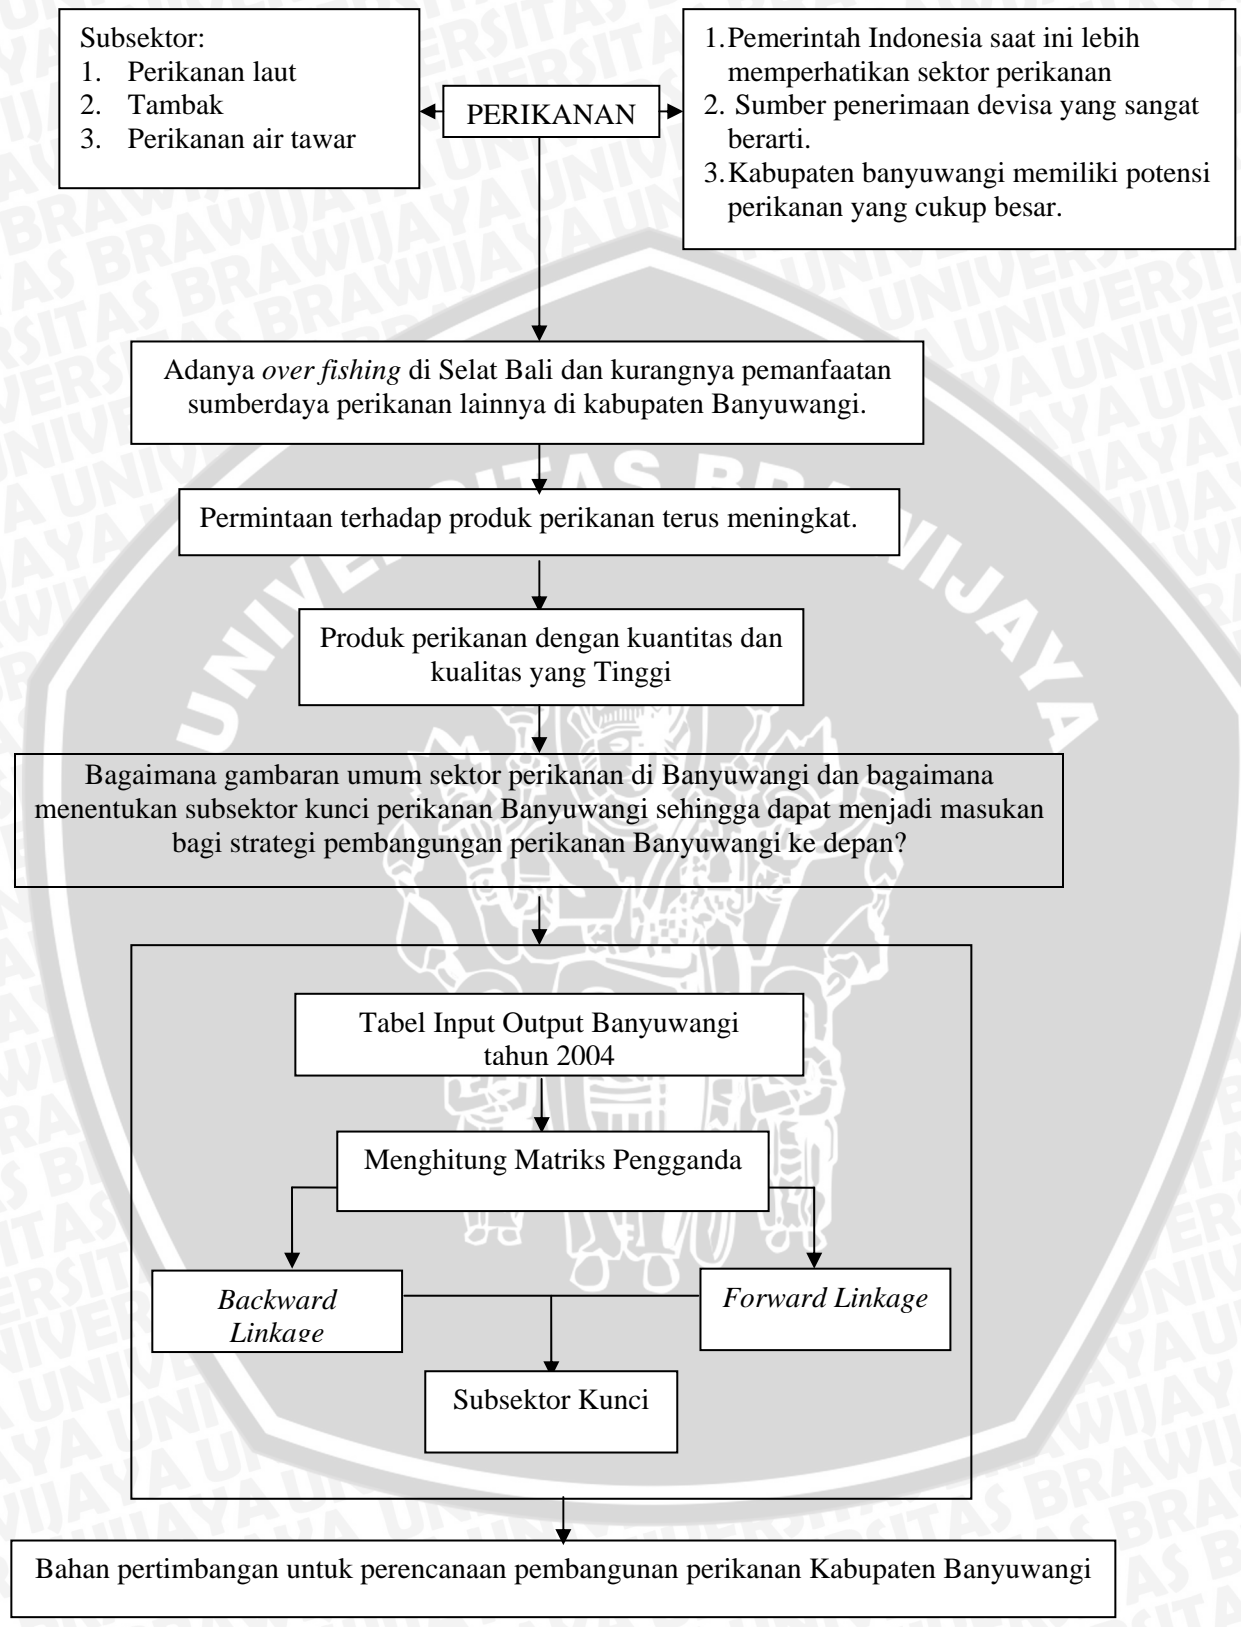 Subsektor:
1. Perikanan laut
2. Tambak
3. Perikanan air tawar
PERIKANAN
1.Pemerintah Indonesia saat ini lebih
memperhatikan sektor perikanan
2. Sumber penerimaan devisa yang sangat
berarti.
3.Kabupaten banyuwangi memiliki potensi
perikanan yang cukup besar.
Adanya over fishing di Selat Bali dan kurangnya pemanfaatan
sumberdaya perikanan lainnya di kabupaten Banyuwangi.
Permintaan terhadap produk perikanan terus meningkat.
Produk perikanan dengan kuantitas dan
kualitas yang Tinggi
Bagaimana gambaran umum sektor perikanan di Banyuwangi dan bagaimana
menentukan subsektor kunci perikanan Banyuwangi sehingga dapat menjadi masukan
bagi strategi pembangungan perikanan Banyuwangi ke depan?
Tabel Input Output Banyuwangi
tahun 2004
Menghitung Matriks Pengganda
Backward
Linkage
Forward Linkage
Subsektor Kunci
Bahan pertimbangan untuk perencanaan pembangunan perikanan Kabupaten Banyuwangi
UNIVERSITAS BRAWIJAYA